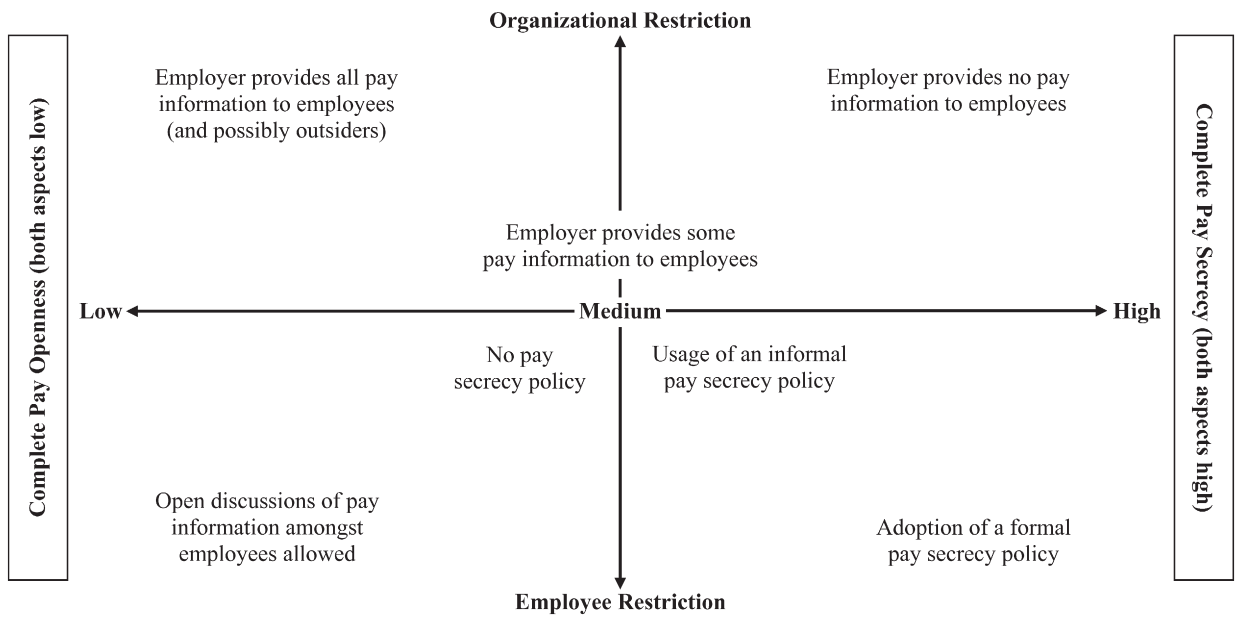 Organizational Restriction
Complete Pay Openness (both aspects low)
Employer provides all pay
information to employees
(and possibly outsiders)
Employer provides no pay
information to employees
Complete Pay Secrecy (both aspects high)
Employer provides some
pay information to employees
Low
Medium
High
No pay
secrecy policy
Usage of an informal
pay secrecy policy
Open discussions of pay
information amongst
employees allowed
Adoption of a formal
pay secrecy policy
Employee Restriction